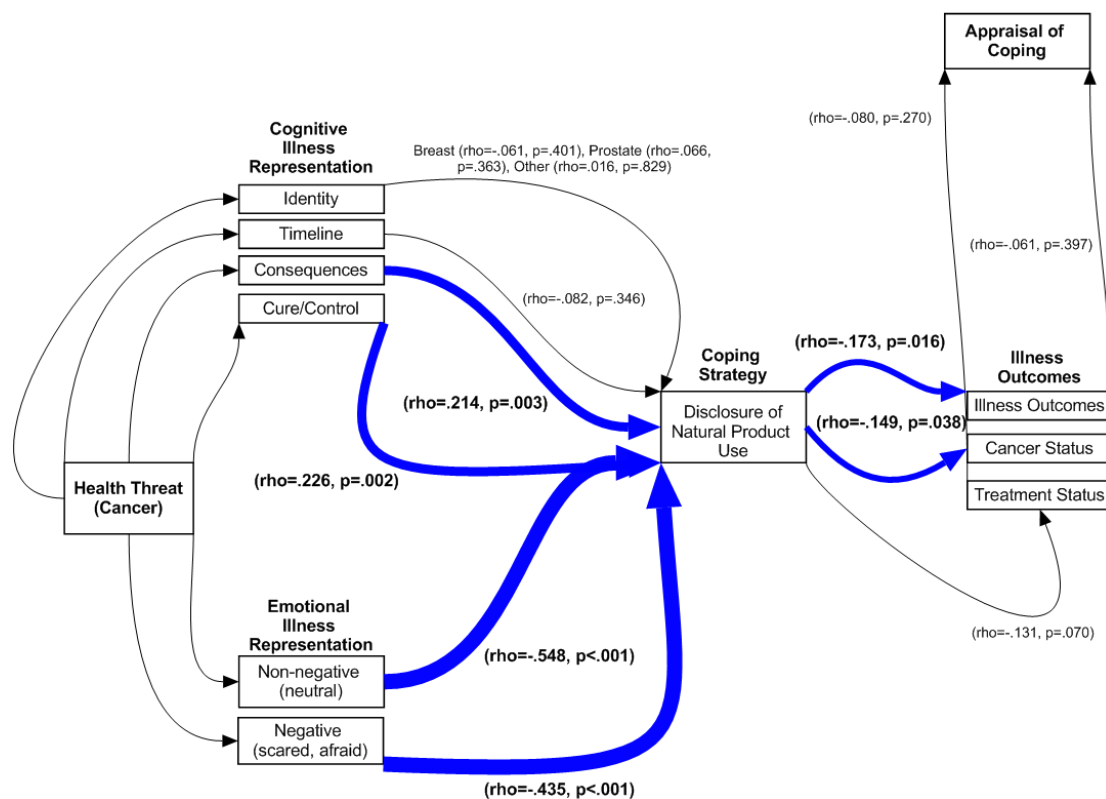 Appraisal of
Coping
(rho=-.080, p=.270)
Cognitive
Illness
Representation
Breast (rho=-.061, p=.401), Prostate (rho=.066,
p=.363), Other (rho=.016, p=.829)
Identity
Timeline
Consequences
Cure/Control
(rho=-.061, p=.397)
(rho=-.082, p=.346)
Coping
Strategy
(rho=-.173, p=.016)
Illness
Outcomes
(rho=.214, p=.003)
Disclosure of
Natural Product
Use
Illness Outcomes
(rho=-.149, p=.038)
Cancer Status
Treatment Status
(rho=.226, p=.002)
Health Threat
(Cancer)
Emotional
Illness
Representation
(rho=-.131, p=.070)
Non-negative
(neutral)
(rho=-.548, p<.001)
Negative
(scared, afraid)
(rho=-.435, p<.001)